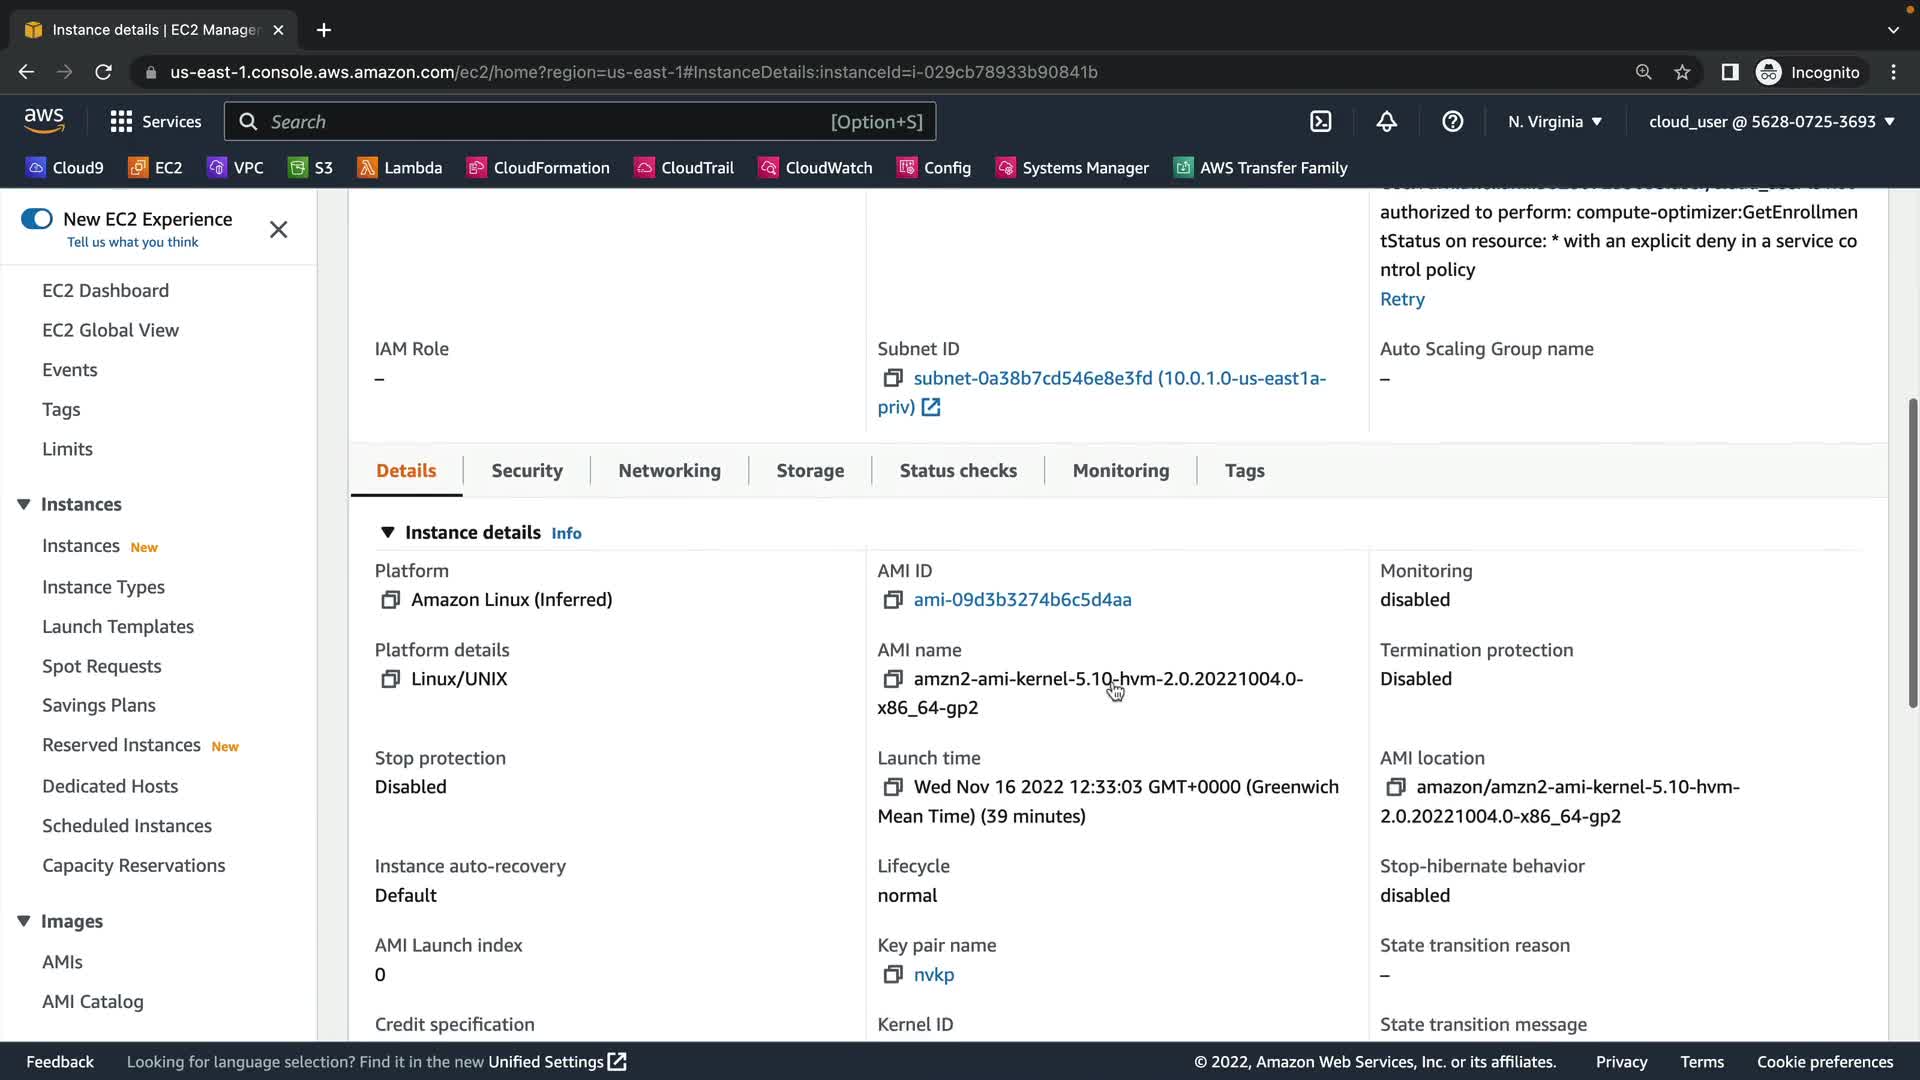 Instance details | EC2 Manage
us-east-1.console.aws.amazon.com/ec2/home?region=us-east-1#InstanceDetails:instanceId=i-029cb78933b90841b
Incognito
aws
Services
Search
[Option+S]
N. Virginia
cloud_user @ 5628-0725-3693
Cloud9
EC2
VPC
S3
Lambda
CloudFormation
CloudTrail
CloudWatch
Config
Systems Manager
AWS Transfer Family
New EC2 Experience
Tell us what you think
EC2 Dashboard
EC2 Global View
Events
Tags
Limits
Instances
Instances New
Instance Types
Launch Templates
Spot Requests
Savings Plans
Reserved Instances New
Dedicated Hosts
Scheduled Instances
Capacity Reservations
Images
AMIs
AMI Catalog
authorized to perform: compute-optimizer:GetEnrollmen
tStatus on resource: * with an explicit deny in a service co
ntrol policy
Retry
IAM Role
–
Subnet ID
subnet-0a38b7cd546e8e3fd (10.0.1.0-us-east1a-
priv)
Auto Scaling Group name
–
Details
Security
Networking
Storage
Status checks
Monitoring
Tags
Instance details Info
Platform
Amazon Linux (Inferred)
AMI ID
ami-09d3b3274b6c5d4aa
Monitoring
disabled
Platform details
Linux/UNIX
AMI name
amzn2-ami-kernel-5.10-hvm-2.0.20221004.0-
x86_64-gp2
Termination protection
Disabled
Stop protection
Disabled
Launch time
Wed Nov 16 2022 12:33:03 GMT+0000 (Greenwich
Mean Time) (39 minutes)
AMI location
amazon/amzn2-ami-kernel-5.10-hvm-
2.0.20221004.0-x86_64-gp2
Instance auto-recovery
Default
Lifecycle
normal
Stop-hibernate behavior
disabled
AMI Launch index
0
Key pair name
nvkp
State transition reason
–
Credit specification
Kernel ID
State transition message
Feedback
Looking for language selection? Find it in the new Unified Settings
© 2022, Amazon Web Services, Inc. or its affiliates.
Privacy
Terms
Cookie preferences